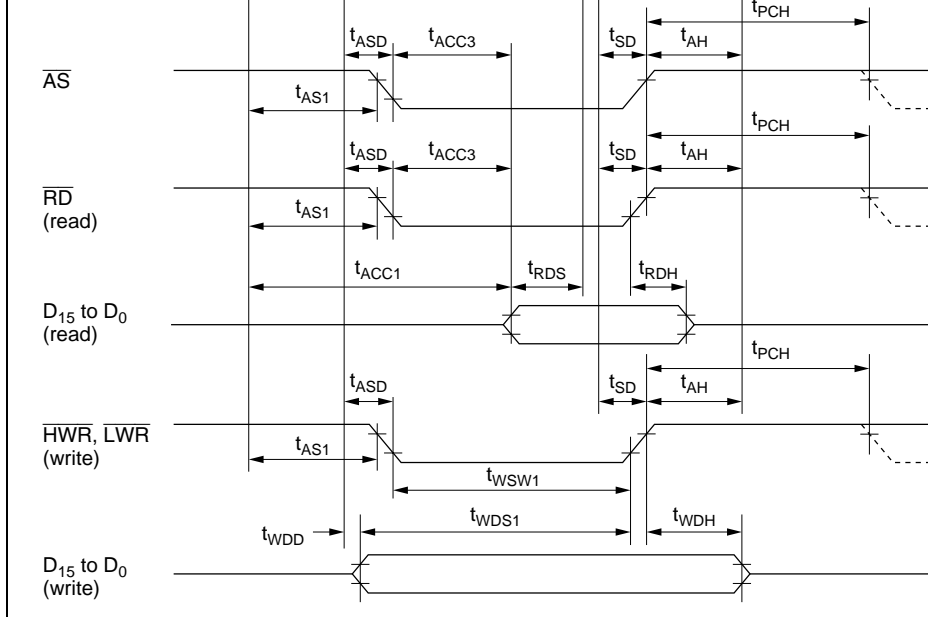 tPCH
tASD tACC3 tSD tAH
AS
tAS1
tPCH
tASD tACC3 tSD tAH
RD
(read)
tAS1
tACC1 tRDS tRDH
D15 to D0
(read)
tPCH
tASD tSD tAH
HWR, LWR
(write)
tAS1
tWSW1
tWDD tWDS1 tWDH
D15 to D0
(write)